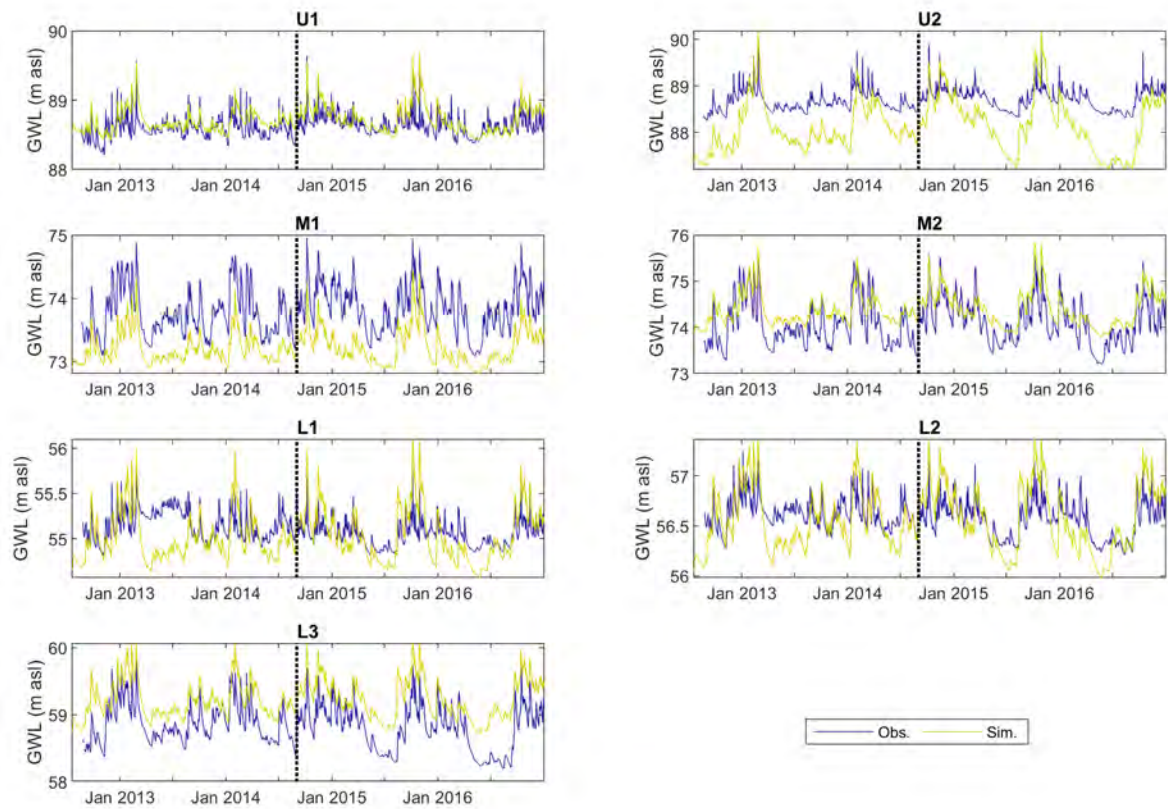 U1
90
89
88
GWL (m asl)
Jan 2013 Jan 2014 Jan 2015 Jan 2016
U2
90
89
88
GWL (m asl)
Jan 2013 Jan 2014 Jan 2015 Jan 2016
M1
75
74
73
GWL (m asl)
Jan 2013 Jan 2014 Jan 2015 Jan 2016
M2
76
75
74
73
GWL (m asl)
Jan 2013 Jan 2014 Jan 2015 Jan 2016
L1
56
55.5
55
GWL (m asl)
Jan 2013 Jan 2014 Jan 2015 Jan 2016
L2
57
56.5
56
GWL (m asl)
Jan 2013 Jan 2014 Jan 2015 Jan 2016
L3
60
59
58
GWL (m asl)
Jan 2013 Jan 2014 Jan 2015 Jan 2016
Obs. Sim.